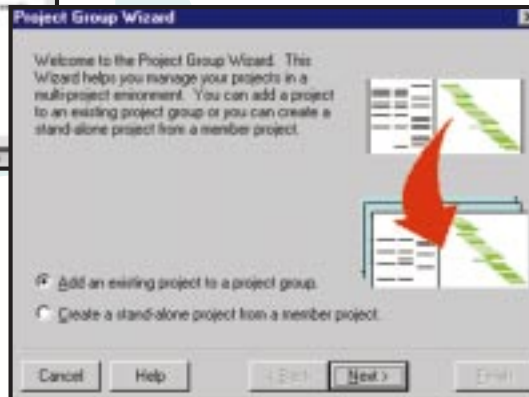 Project Group Wizard
Welcome to the Project Group Wizard. This
Wizard helps you manage your projects in a
multi-project enironment. You can add a project
to an existing project group or you can create a
stand-alone project from a member project.
Add an existing project to a project group.
Create a stand-alone project from a member project.
Cancel Help < Back Next > Finish